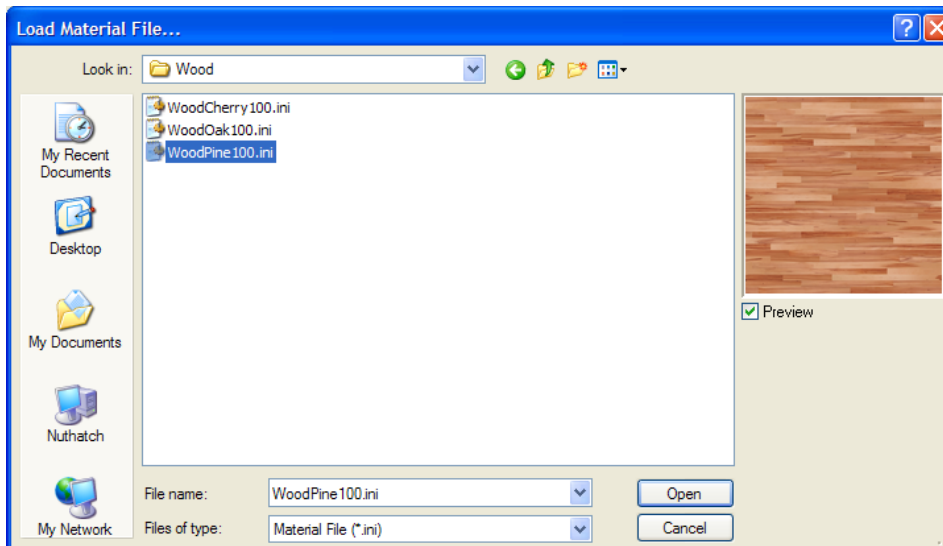 Load Material File...
Look in:
Wood
WoodCherry100.ini
WoodOak100.ini
WoodPine100.ini
My Recent
Documents
Desktop
My Documents
Nuthatch
My Network
Preview
File name:
WoodPine100.ini
Open
Files of type:
Material File (*.ini)
Cancel